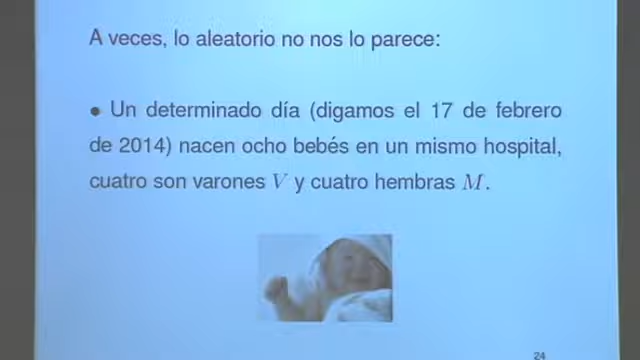 A veces, lo aleatorio no nos lo parece:
• Un determinado día (digamos el 17 de febrero
de 2014) nacen ocho bebés en un mismo hospital,
cuatro son varones V y cuatro hembras M.
24